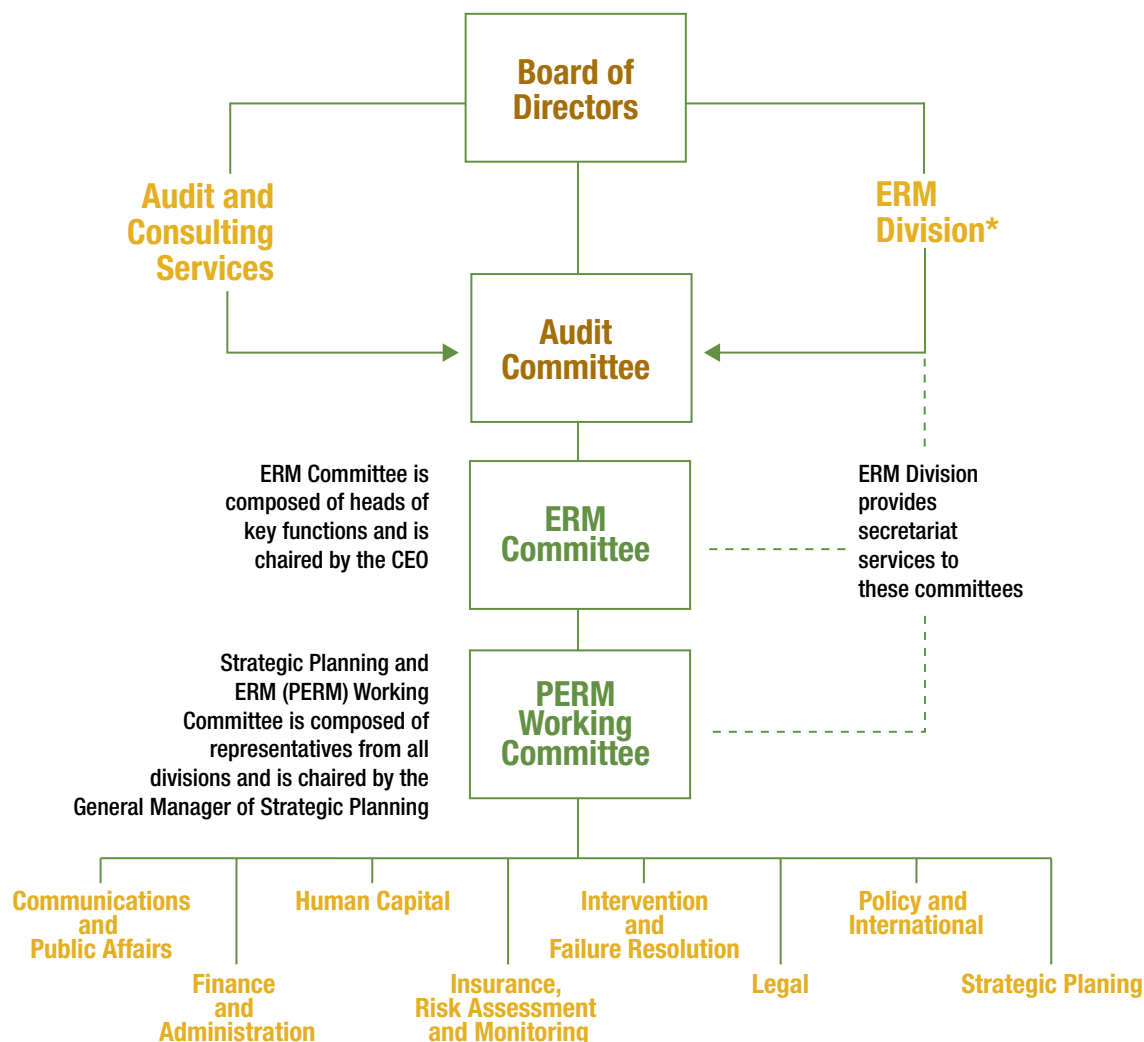 Board of
Directors
Audit and
Consulting
Services
ERM
Division*
Audit
Committee
ERM Committee is
composed of heads of
key functions and is
chaired by the CEO
ERM
Committee
ERM Division
provides
secretariat
services to
these committees
Strategic Planning and
ERM (PERM) Working
Committee is composed of
representatives from all
divisions and is chaired by the
General Manager of Strategic Planning
PERM
Working
Committee
Communications
and
Public Affairs
Finance
and
Administration
Human Capital
Insurance,
Risk Assessment
and Monitoring
Intervention
and
Failure Resolution
Legal
Policy and
International
Strategic Planing